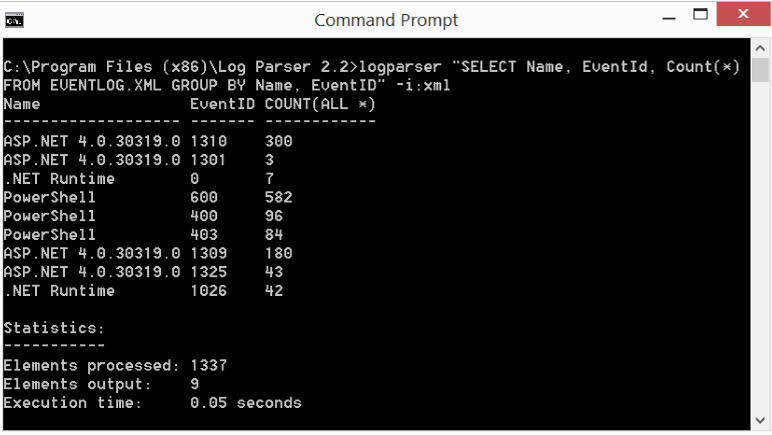 Command Prompt
C:\Program Files (x86)\Log Parser 2.2>logparser "SELECT Name, EventId, Count(*)
FROM EVENTLOG.XML GROUP BY Name, EventID" -i:xml
Name                EventID COUNT(ALL *)
------------------- ------- ------------
ASP.NET 4.0.30319.0 1310    300
ASP.NET 4.0.30319.0 1301    3
.NET Runtime        0       7
PowerShell          600     582
PowerShell          400     96
PowerShell          403     84
ASP.NET 4.0.30319.0 1309    180
ASP.NET 4.0.30319.0 1325    43
.NET Runtime        1026    42
Statistics:
-----------
Elements processed: 1337
Elements output:    9
Execution time:     0.05 seconds